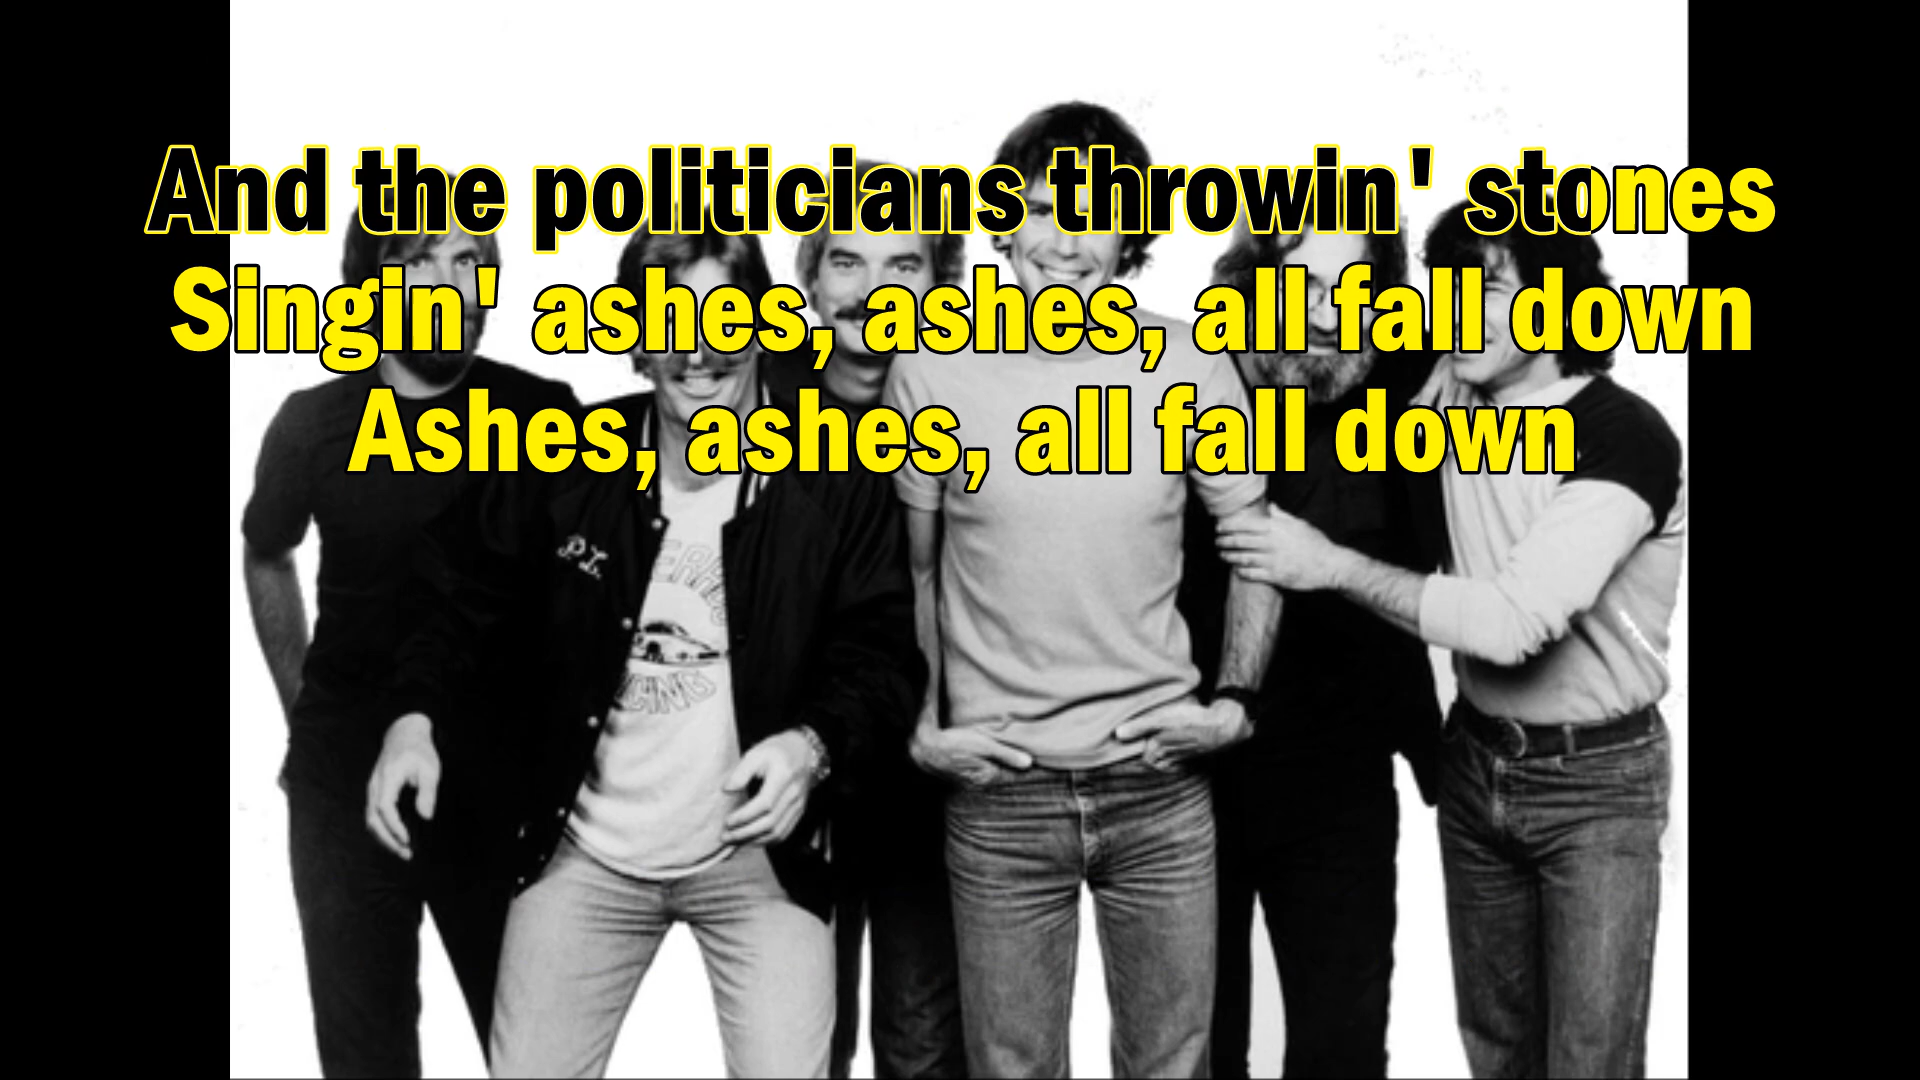 And the politicians throwin' stones
Singin' ashes, ashes, all fall down
Ashes, ashes, all fall down
P.L.